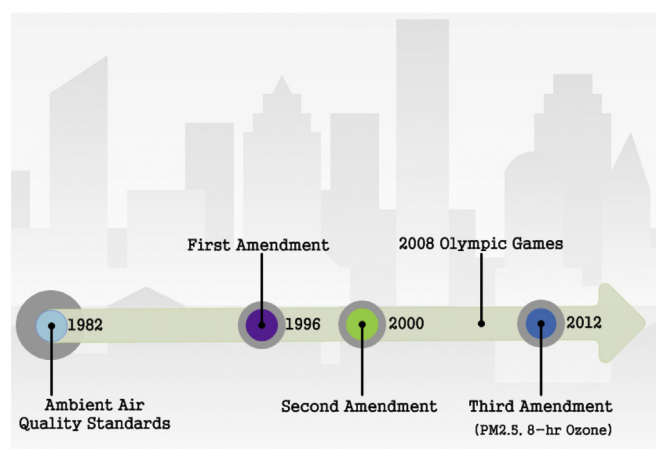 First Amendment
2008 Olympic Games
1982
1996
2000
2012
Ambient Air
Quality Standards
Second Amendment
Third Amendment
(PM2.5, 8-hr Ozone)